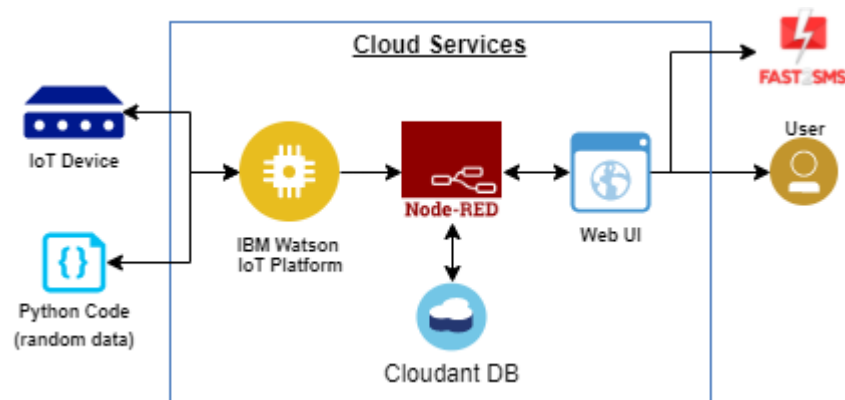 Cloud Services
FAST2SMS
IoT Device
User
IBM Watson
IoT Platform
Node-RED
Web UI
Python Code
(random data)
Cloudant DB